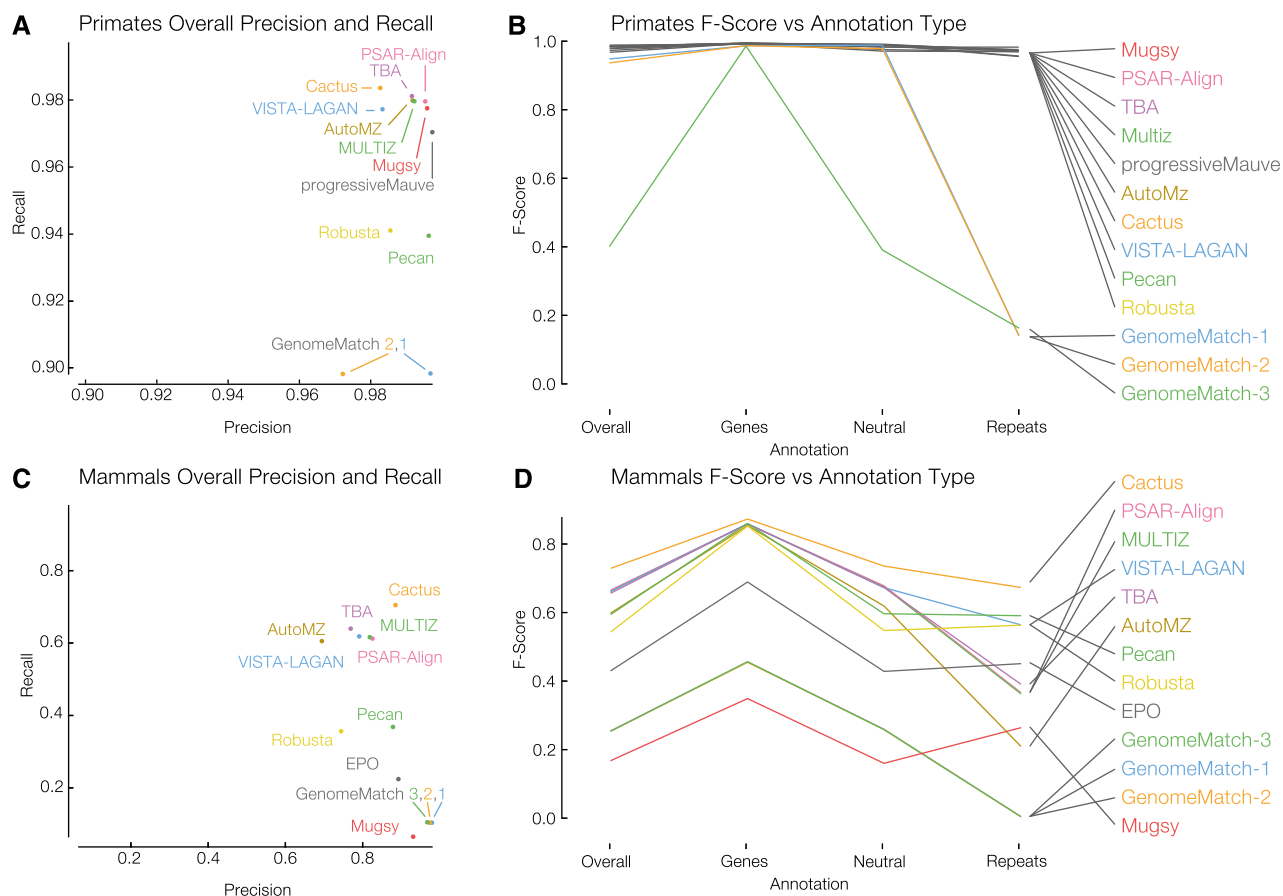 A Primates Overall Precision and Recall
PSAR-Align
TBA
Cactus
VISTA-LAGAN
AutoMZ
MULTIZ
Mugsy
progressiveMauve
Robusta
Pecan
GenomeMatch 2,1
0.98
0.96
0.94
0.92
0.90
Recall
0.90 0.92 0.94 0.96 0.98
Precision
B Primates F-Score vs Annotation Type
1.0
0.8
0.6
0.4
0.2
0.0
F-Score
Overall Genes Neutral Repeats
Annotation
Mugsy
PSAR-Align
TBA
Multiz
progressiveMauve
AutoMz
Cactus
VISTA-LAGAN
Pecan
Robusta
GenomeMatch-1
GenomeMatch-2
GenomeMatch-3
C Mammals Overall Precision and Recall
Cactus
TBA
AutoMZ
MULTIZ
VISTA-LAGAN
PSAR-Align
Pecan
Robusta
EPO
GenomeMatch 3,2,1
Mugsy
0.8
0.6
0.4
0.2
Recall
0.2 0.4 0.6 0.8
Precision
D Mammals F-Score vs Annotation Type
0.8
0.6
0.4
0.2
0.0
F-Score
Overall Genes Neutral Repeats
Annotation
Cactus
PSAR-Align
MULTIZ
VISTA-LAGAN
TBA
AutoMZ
Pecan
Robusta
EPO
GenomeMatch-3
GenomeMatch-1
GenomeMatch-2
Mugsy